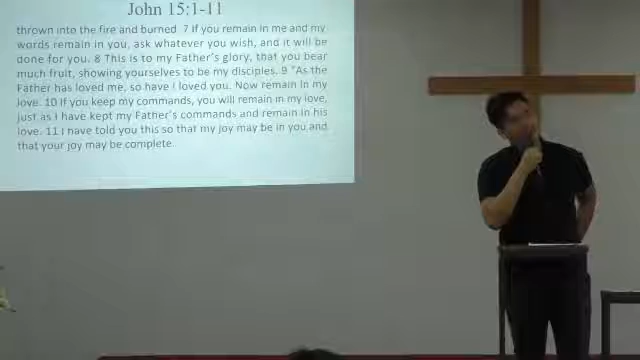 John 15:1-11
thrown into the fire and burned. 7 If you remain in me and my
words remain in you, ask whatever you wish, and it will be
done for you. 8 This is to my Father's glory, that you bear
much fruit, showing yourselves to be my disciples. 9 "As the
Father has loved me, so have I loved you. Now remain in my
love. 10 If you keep my commands, you will remain in my love,
just as I have kept my Father's commands and remain in his
love. 11 I have told you this so that my joy may be in you and
that your joy may be complete.